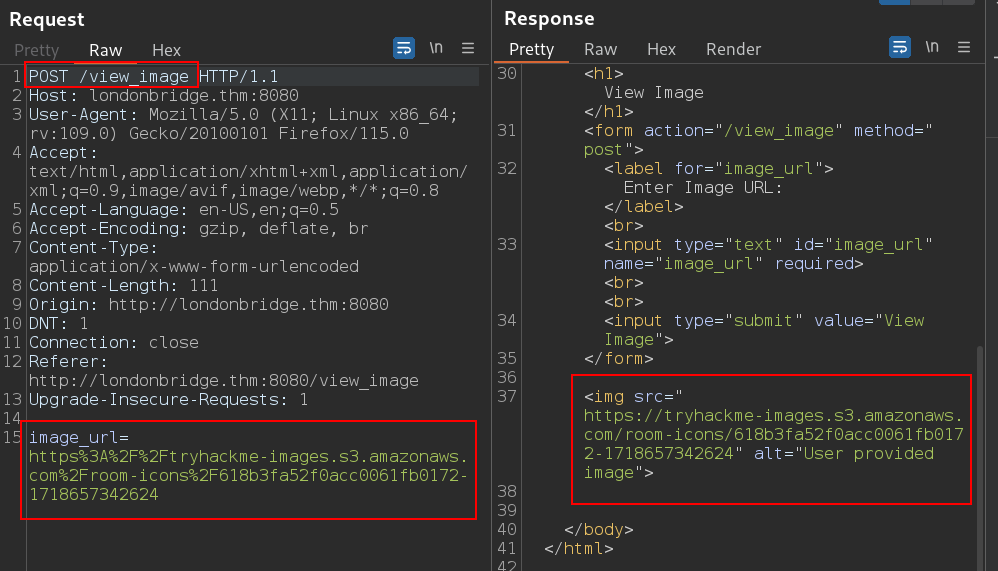 Request
Pretty Raw Hex
\n
1 POST /view_image HTTP/1.1
2 Host: londonbridge.thm:8080
3 User-Agent: Mozilla/5.0 (X11; Linux x86_64;
rv:109.0) Gecko/20100101 Firefox/115.0
4 Accept:
text/html,application/xhtml+xml,application/
xml;q=0.9,image/avif,image/webp,*/*;q=0.8
5 Accept-Language: en-US,en;q=0.5
6 Accept-Encoding: gzip, deflate, br
7 Content-Type:
application/x-www-form-urlencoded
8 Content-Length: 111
9 Origin: http://londonbridge.thm:8080
10 DNT: 1
11 Connection: close
12 Referer:
http://londonbridge.thm:8080/view_image
13 Upgrade-Insecure-Requests: 1
14
15 image_url=
https%3A%2F%2Ftryhackme-images.s3.amazonaws.
com%2Froom-icons%2F618b3fa52f0acc0061fb0172-
1718657342624
Response
Pretty Raw Hex Render
\n
30 <h1>
View Image
</h1>
31 <form action="/view_image" method="
post">
32 <label for="image_url">
Enter Image URL:
</label>
<br>
33 <input type="text" id="image_url"
name="image_url" required>
<br>
<br>
34 <input type="submit" value="View
Image">
35 </form>
36
37 <img src="
https://tryhackme-images.s3.amazonaws.
com/room-icons/618b3fa52f0acc0061fb017
2-1718657342624" alt="User provided
image">
38
39
40 </body>
41 </html>
42